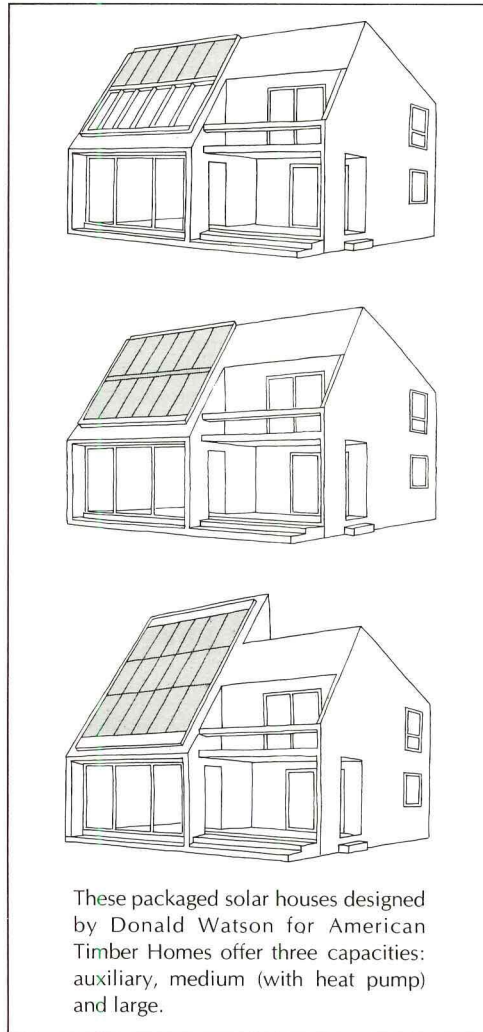 These packaged solar houses designed
by Donald Watson for American
Timber Homes offer three capacities:
auxiliary, medium (with heat pump)
and large.